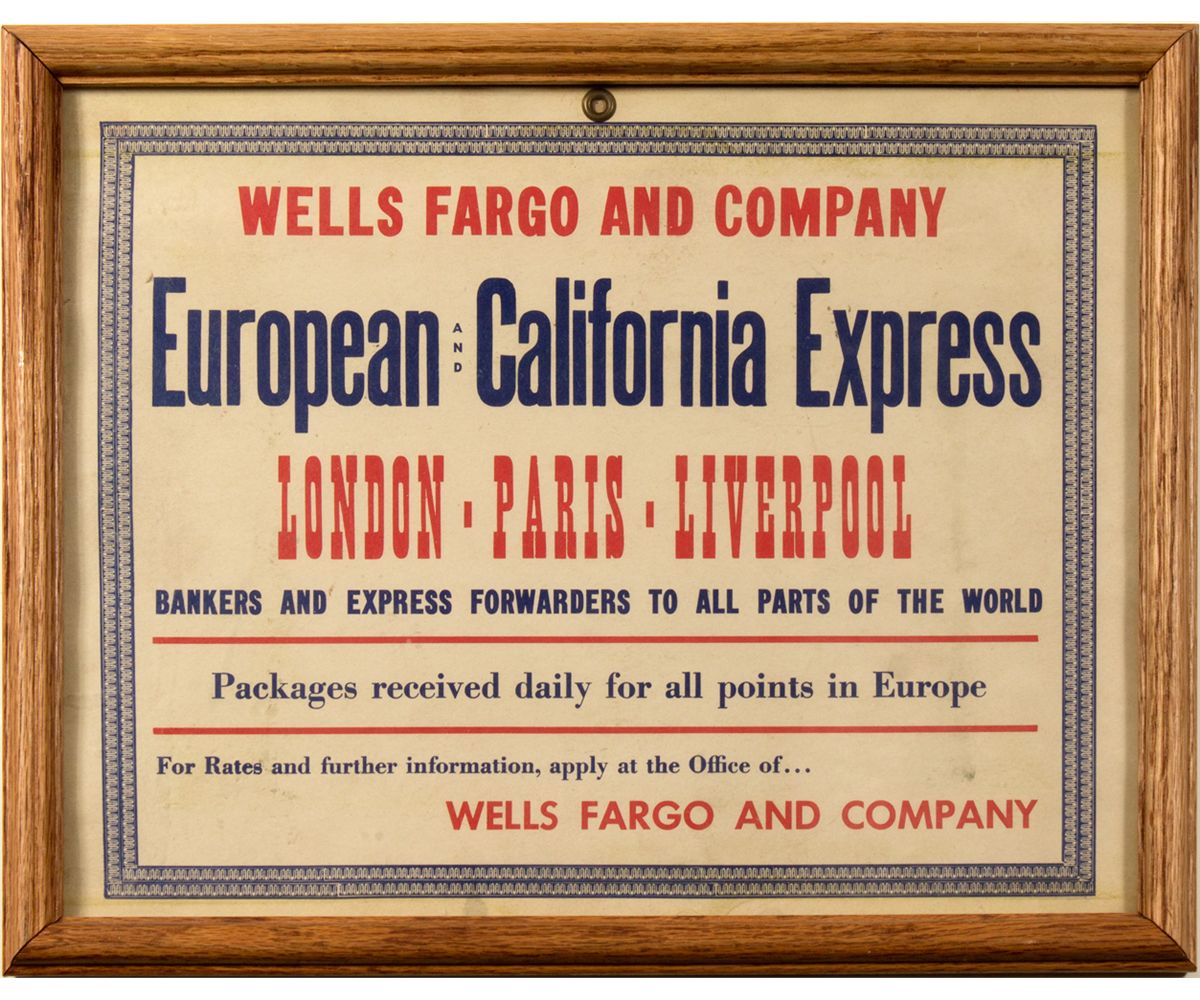 WELLS FARGO AND COMPANY
European AND California Express
LONDON · PARIS · LIVERPOOL
BANKERS AND EXPRESS FORWARDERS TO ALL PARTS OF THE WORLD
Packages received daily for all points in Europe
For Rates and further information, apply at the Office of...
WELLS FARGO AND COMPANY